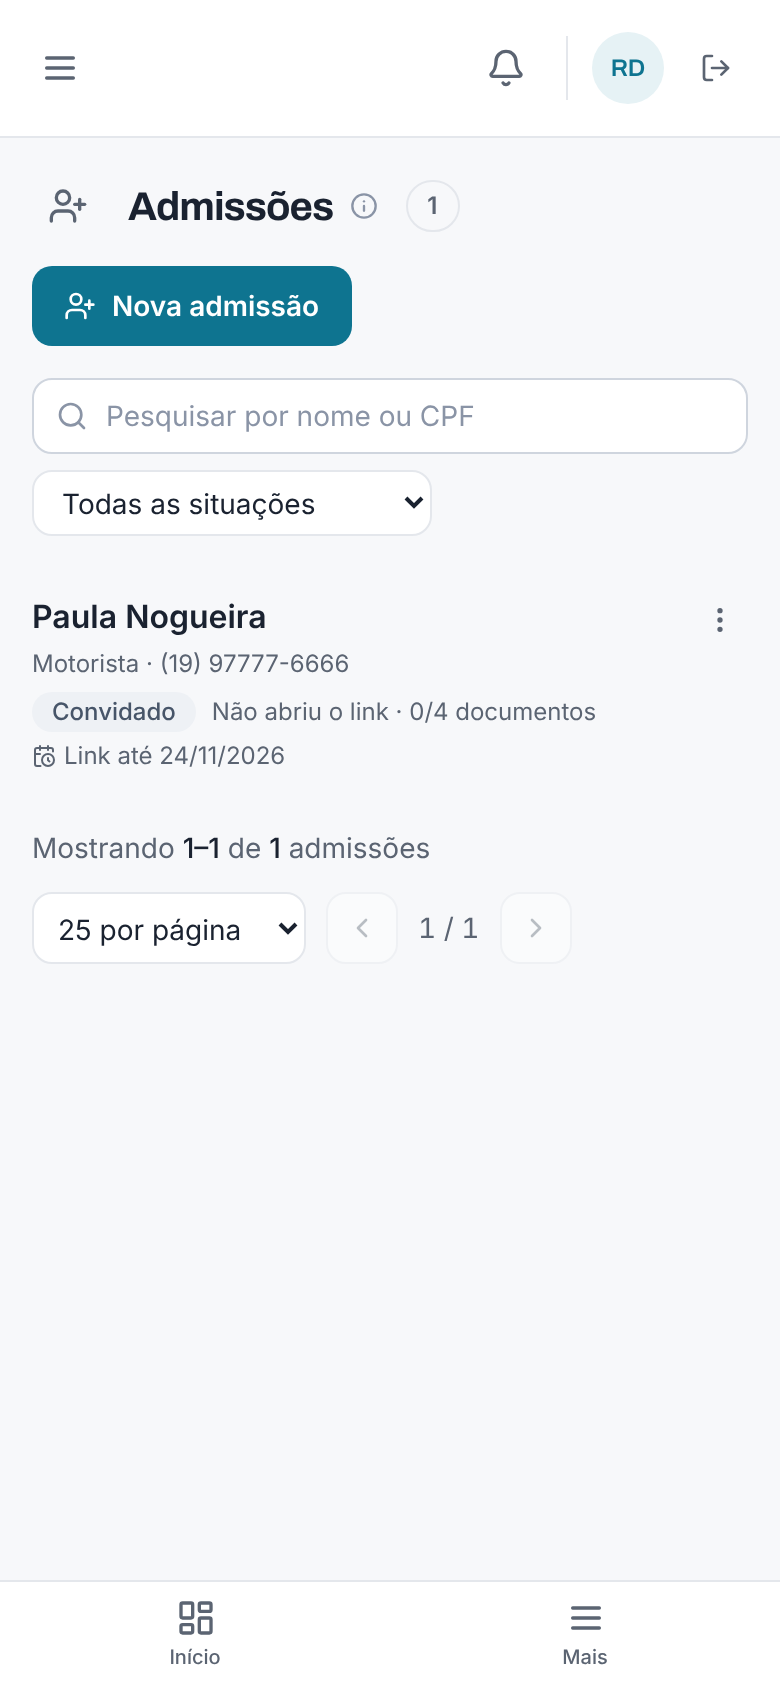 RD
Admissões 1
Nova admissão
Pesquisar por nome ou CPF
Todas as situações
Paula Nogueira
Motorista · (19) 97777-6666
Convidado Não abriu o link · 0/4 documentos
Link até 24/11/2026
Mostrando 1–1 de 1 admissões
25 por página 1 / 1
Início Mais